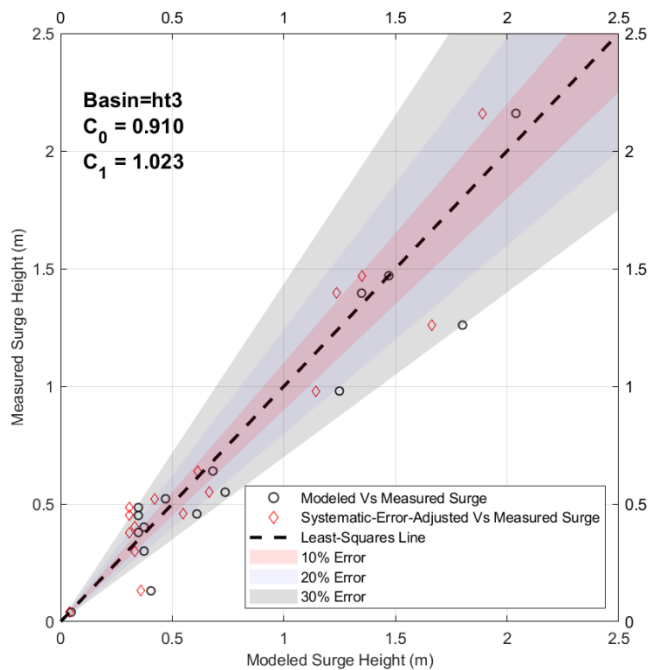 0 0.5 1 1.5 2 2.5
2.5 2.5
Basin=ht3
C0 = 0.910
C1 = 1.023
2 2
1.5 1.5
Measured Surge Height (m)
1 1
0.5 0.5
Modeled Vs Measured Surge
Systematic-Error-Adjusted Vs Measured Surge
Least-Squares Line
10% Error
20% Error
30% Error
0 0
0 0.5 1 1.5 2 2.5
Modeled Surge Height (m)